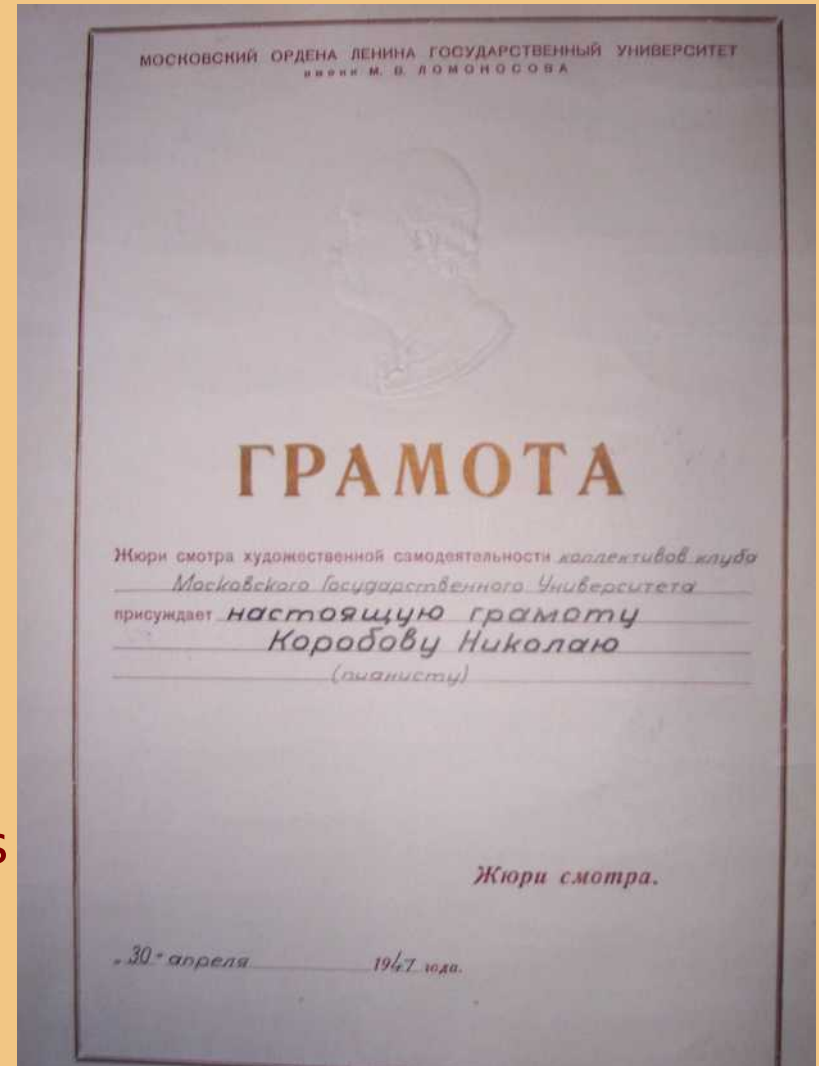 МОСКОВСКИЙ ОРДЕНА ЛЕНИНА ГОСУДАРСТВЕННЫЙ УНИВЕРСИТЕТ
имени М. В. ЛОМОНОСОВА
ГРАМОТА
Жюри смотра художественной самодеятельности коллективов клуба
Московского Государственного Университета
присуждает настоящую грамоту
Коробову Николаю
(пианисту)
Жюри смотра.
„30" апреля 1947 года.
s